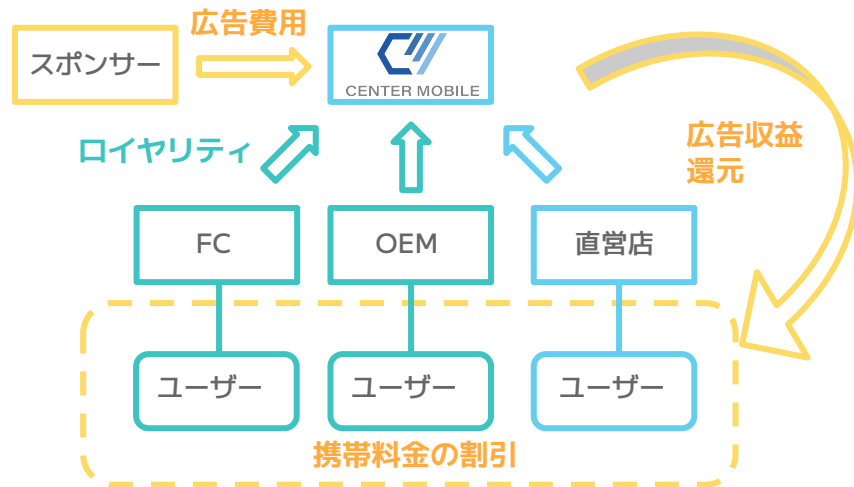 広告費用
スポンサー
CENTER MOBILE
ロイヤリティ
広告収益
還元
FC
OEM
直営店
ユーザー
ユーザー
ユーザー
携帯料金の割引